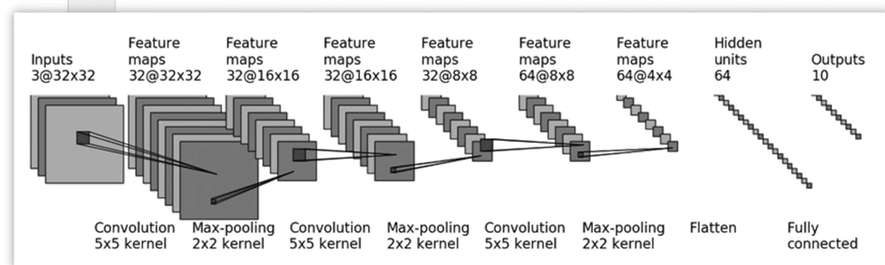 Inputs
3@32x32
Feature
maps
32@32x32
Feature
maps
32@16x16
Feature
maps
32@16x16
Feature
maps
32@8x8
Feature
maps
64@8x8
Feature
maps
64@4x4
Hidden
units
64
Outputs
10
Convolution
5x5 kernel
Max-pooling
2x2 kernel
Convolution
5x5 kernel
Max-pooling
2x2 kernel
Convolution
5x5 kernel
Max-pooling
2x2 kernel
Flatten
Fully
connected